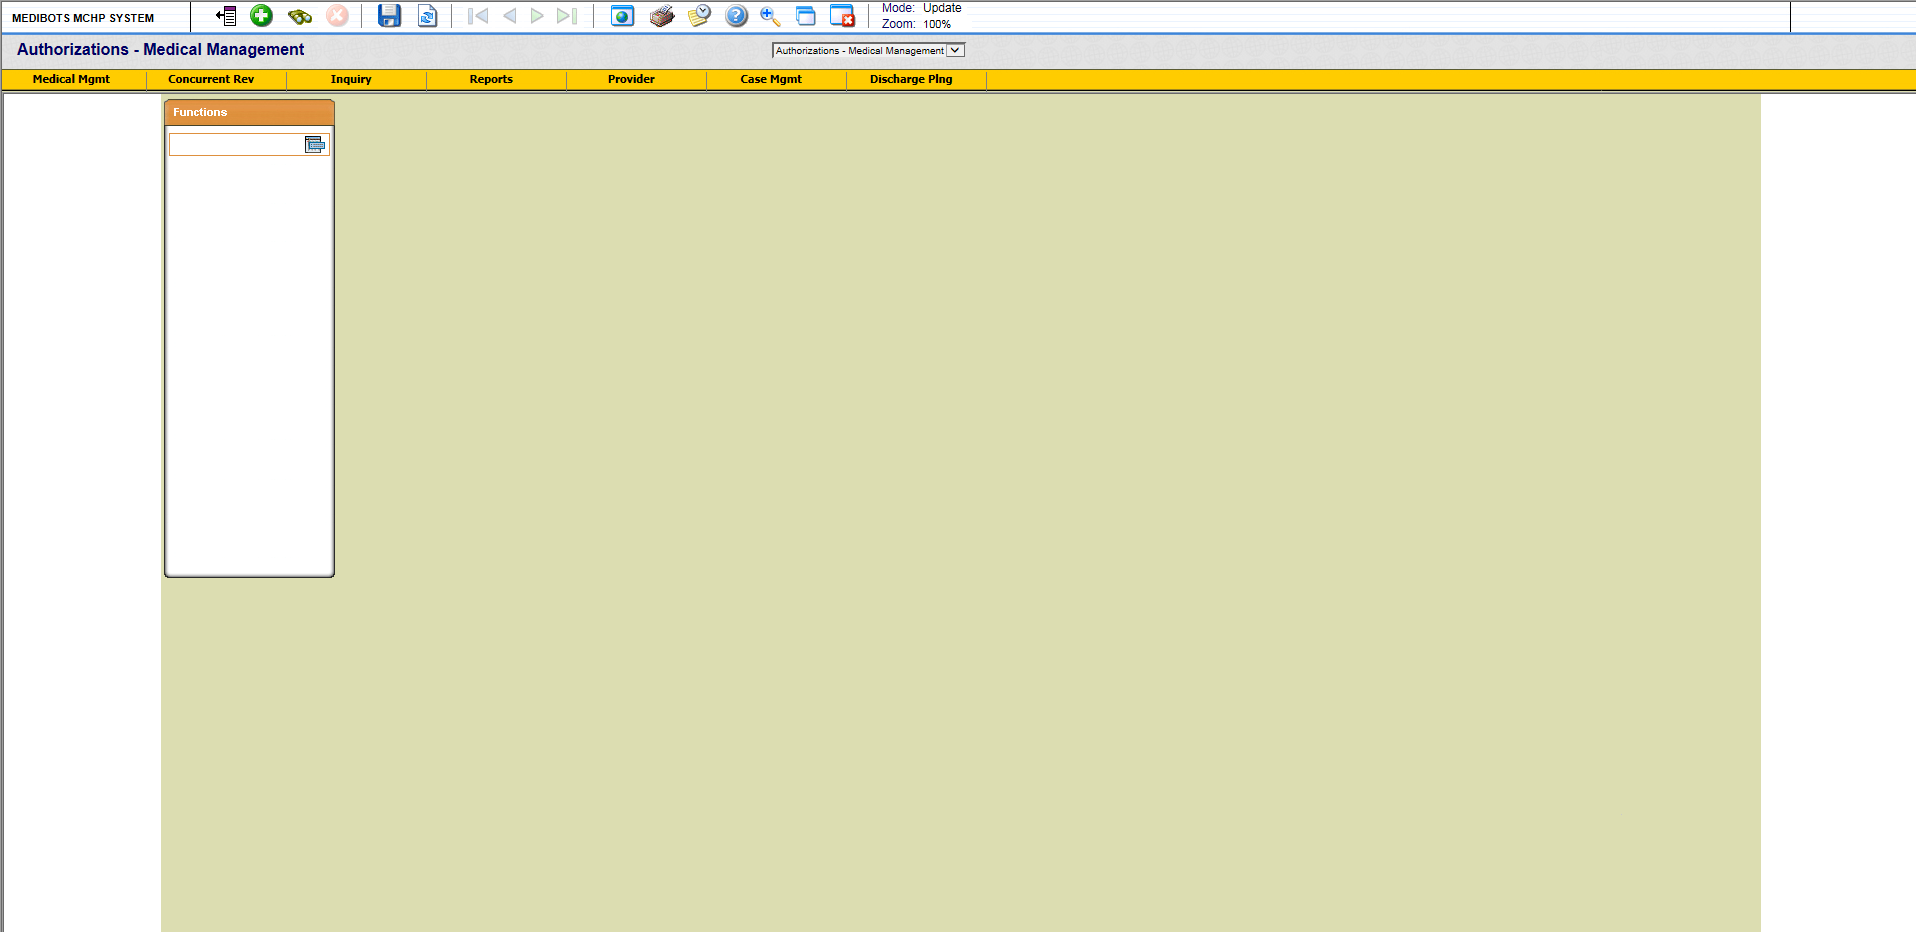 MEDIBOTS MCHP SYSTEM
Mode: Update
Zoom: 100%
Authorizations - Medical Management
Authorizations - Medical Management
Medical Mgmt Concurrent Rev Inquiry Reports Provider Case Mgmt Discharge Plng
Functions